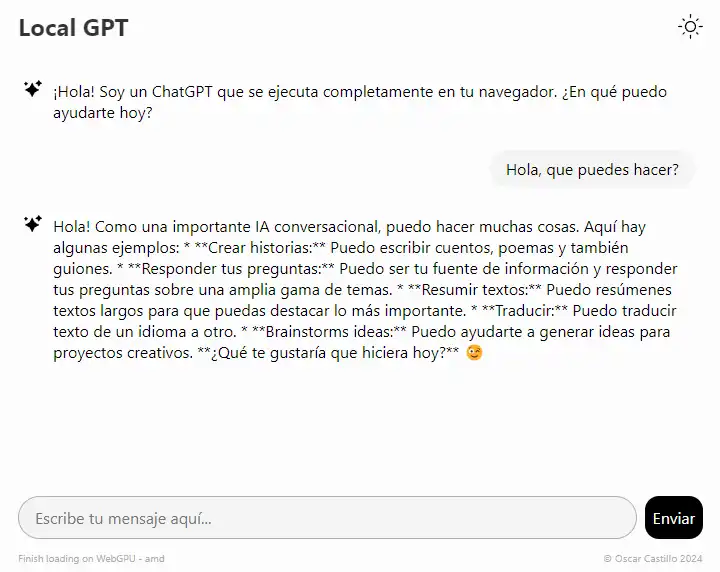 Local GPT
¡Hola! Soy un ChatGPT que se ejecuta completamente en tu navegador. ¿En qué puedo
ayudarte hoy?
Hola, que puedes hacer?
Hola! Como una importante IA conversacional, puedo hacer muchas cosas. Aquí hay
algunas ejemplos: * **Crear historias:** Puedo escribir cuentos, poemas y también
guiones. * **Responder tus preguntas:** Puedo ser tu fuente de información y responder
tus preguntas sobre una amplia gama de temas. * **Resumir textos:** Puedo resúmenes
textos largos para que puedas destacar lo más importante. * **Traducir:** Puedo traducir
texto de un idioma a otro. * **Brainstorms ideas:** Puedo ayudarte a generar ideas para
proyectos creativos. **¿Qué te gustaría que hiciera hoy?** 😉
Escribe tu mensaje aquí...
Enviar
Finish loading on WebGPU - amd
© Oscar Castillo 2024